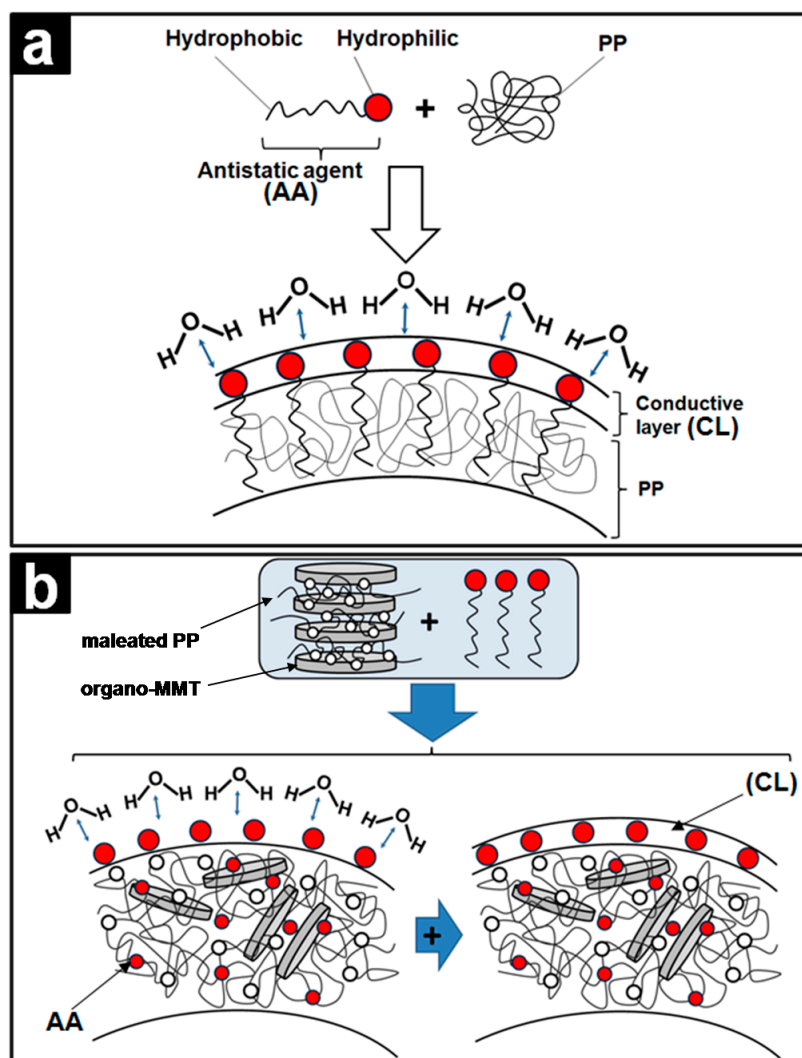 a
Hydrophobic
Hydrophilic
PP
+
Antistatic agent
(AA)
O
H H
O
H H
O
H H
O
H H
O
H H
Conductive
layer (CL)
PP
b
maleated PP
+
organo-MMT
O
H H
O
H H
O
H H
O
H H
O
H H
(CL)
+
AA